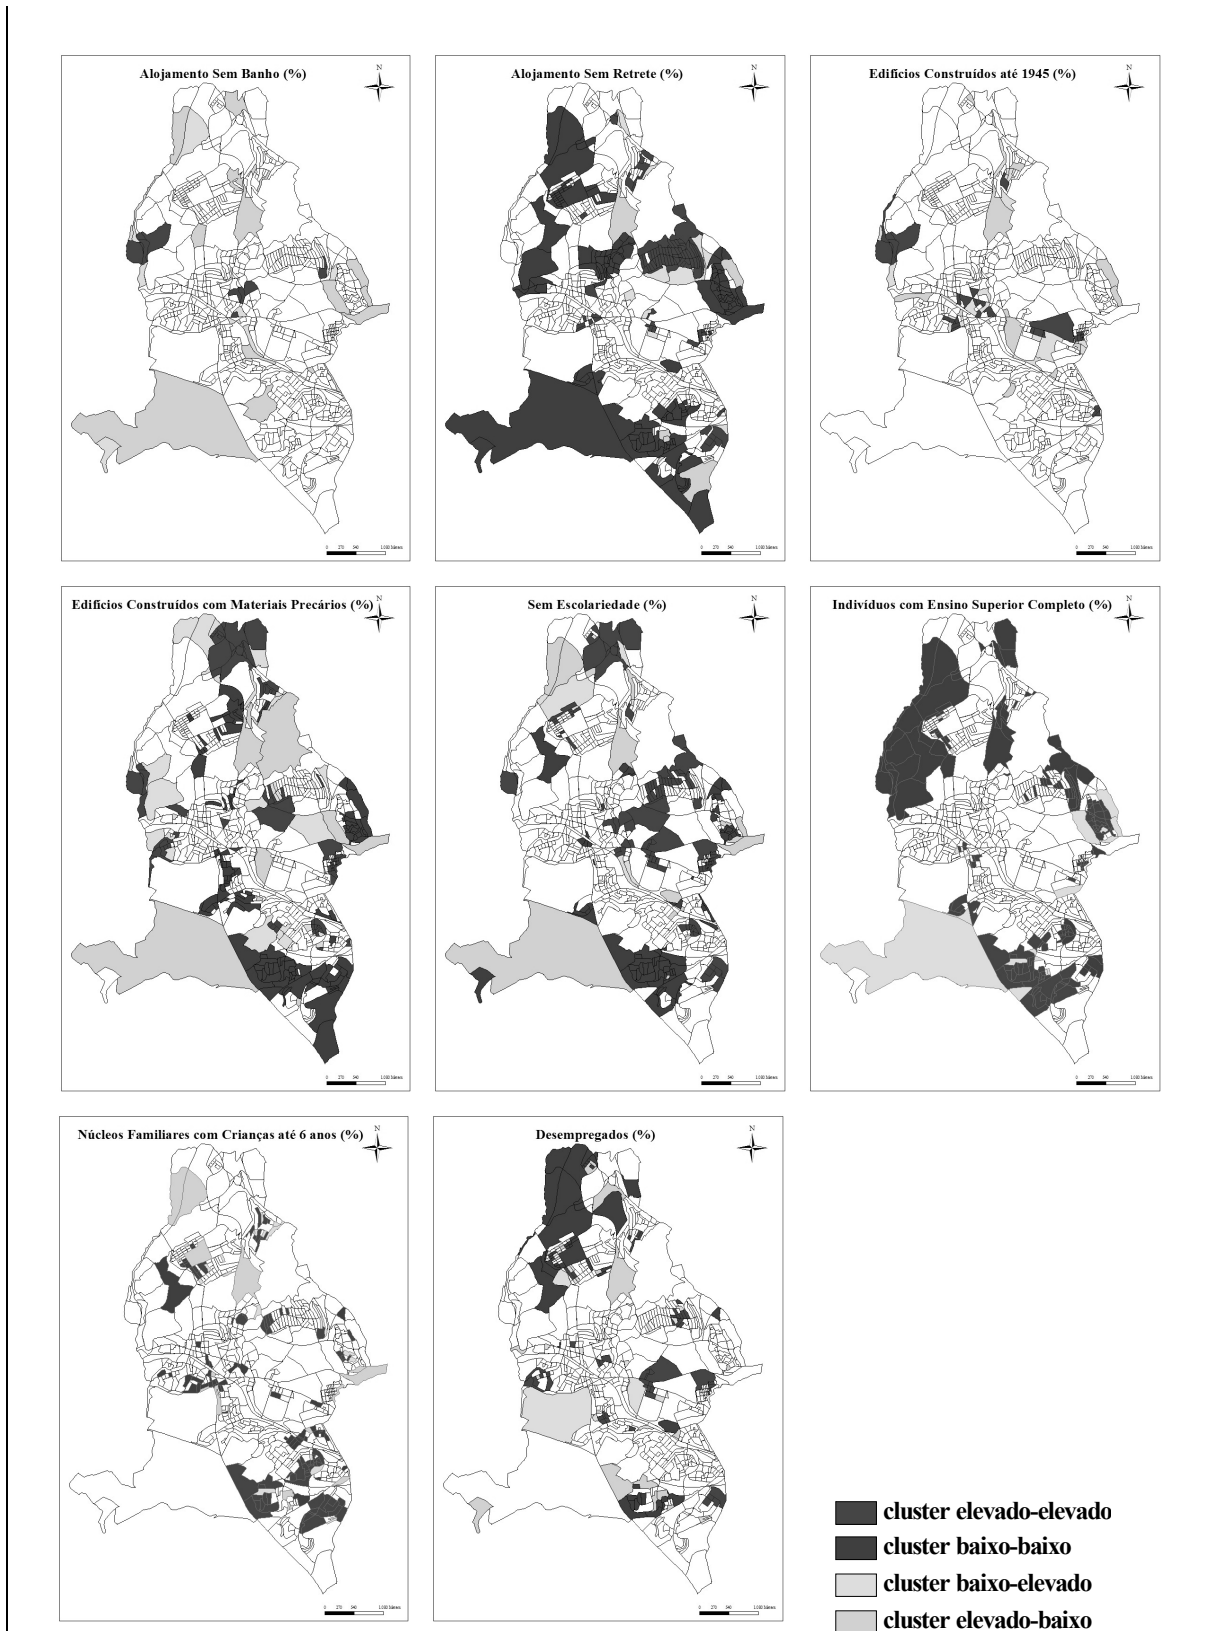 Alojamento Sem Banho (%)
N
Alojamento Sem Retrete (%)
N
Edifícios Construídos até 1945 (%)
N
Edifícios Construídos com Materiais Precários (%)
N
Sem Escolariedade (%)
N
Indivíduos com Ensino Superior Completo (%)
N
Núcleos Familiares com Crianças até 6 anos (%)
N
Desempregados (%)
N
cluster elevado-elevado
cluster baixo-baixo
cluster baixo-elevado
cluster elevado-baixo